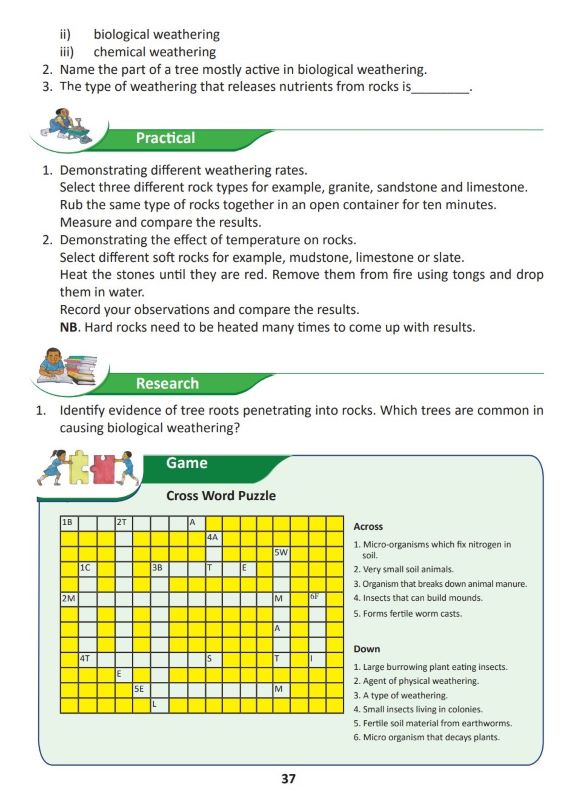 ii) biological weathering
iii) chemical weathering
2. Name the part of a tree mostly active in biological weathering.
3. The type of weathering that releases nutrients from rocks is________.
Practical
1. Demonstrating different weathering rates.
Select three different rock types for example, granite, sandstone and limestone.
Rub the same type of rocks together in an open container for ten minutes.
Measure and compare the results.
2. Demonstrating the effect of temperature on rocks.
Select different soft rocks for example, mudstone, limestone or slate.
Heat the stones until they are red. Remove them from fire using tongs and drop
them in water.
Record your observations and compare the results.
NB. Hard rocks need to be heated many times to come up with results.
Research
1. Identify evidence of tree roots penetrating into rocks. Which trees are common in
causing biological weathering?
Game
Cross Word Puzzle
1B 2T A
4A
5W
1C 3B T E
2M M 6F
A
4T S T I
E
5E M
L
Across
1. Micro-organisms which fix nitrogen in
soil.
2. Very small soil animals.
3. Organism that breaks down animal manure.
4. Insects that can build mounds.
5. Forms fertile worm casts.
Down
1. Large burrowing plant eating insects.
2. Agent of physical weathering.
3. A type of weathering.
4. Small insects living in colonies.
5. Fertile soil material from earthworms.
6. Micro organism that decays plants.
37